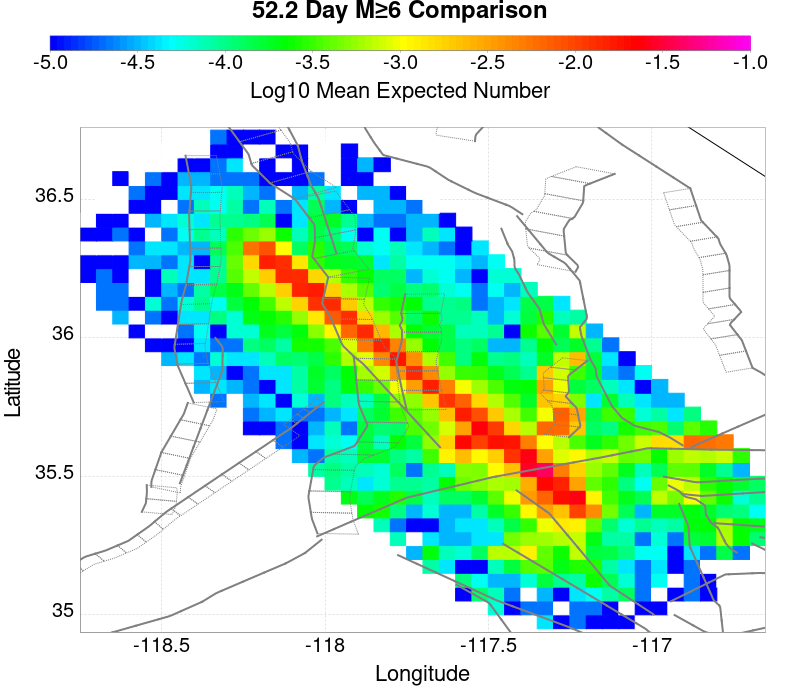 52.2 Day M≥6 Comparison
-5.0 -4.5 -4.0 -3.5 -3.0 -2.5 -2.0 -1.5 -1.0
Log10 Mean Expected Number
36.5
36
35.5
35
Latitude
-118.5 -118 -117.5 -117
Longitude